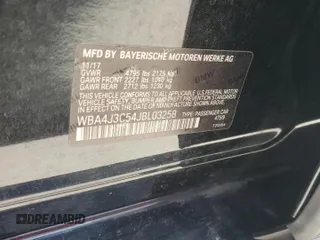 MFD BY BAYERISCHE MOTOREN WERKE AG
11/17
GVWR 4795 lbs 2175 KG
GAWR FRONT 2227 lbs 1010 KG
GAWR REAR 2712 lbs 1230 KG
THIS VEHICLE CONFORMS TO ALL APPLICABLE
U.S. FEDERAL MOTOR VEHICLE SAFETY, BUMPER,
AND THEFT PREVENTION STANDARDS IN EFFECT
ON THE DATE OF MANUFACTURE SHOWN ABOVE
WBA4J3C54JBL03258
TYPE: PASSENGER CAR
DREAMBID